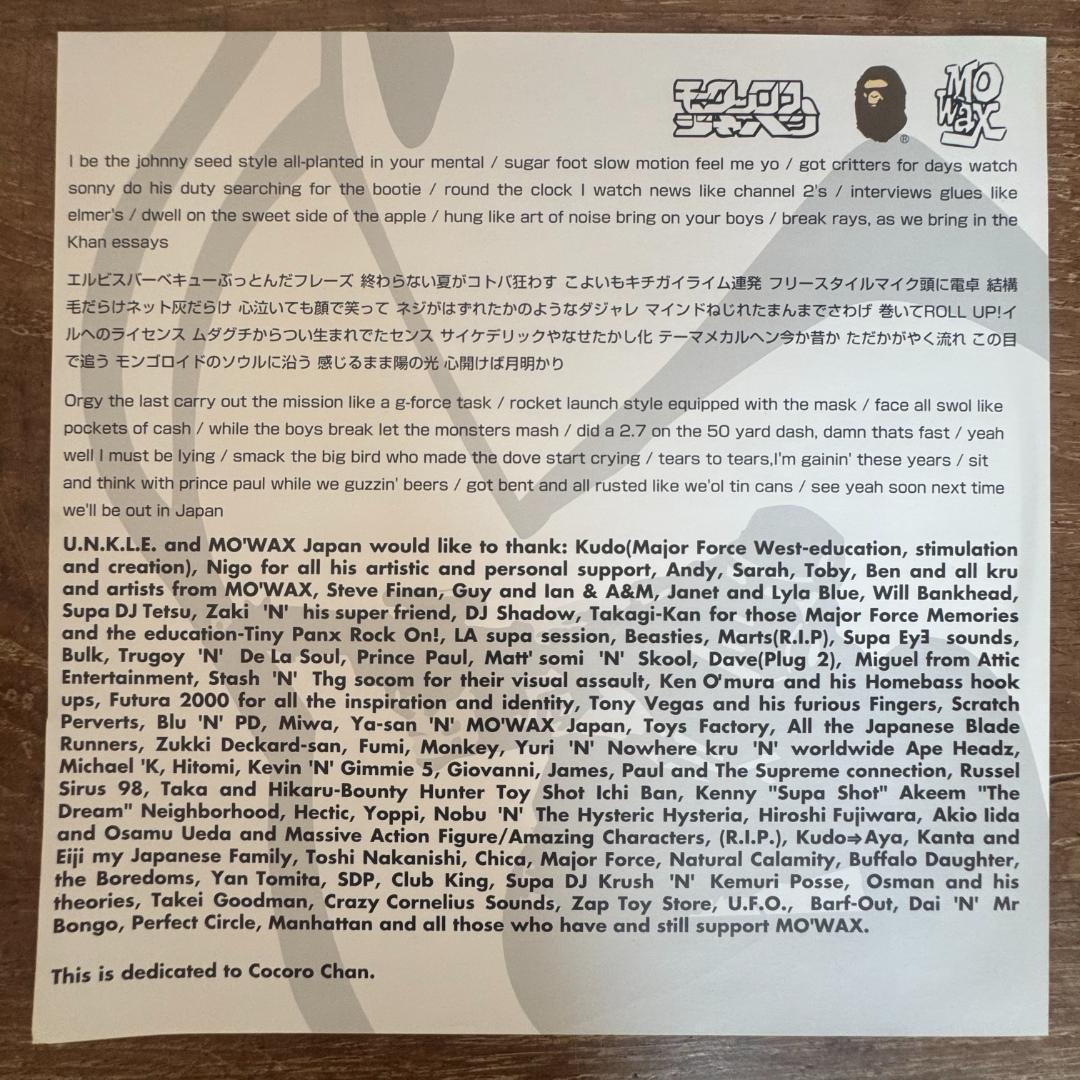 モーワックス
ジャパン
®
MO
Wax
I be the johnny seed style all-planted in your mental / sugar foot slow motion feel me yo / got critters for days watch
sonny do his duty searching for the bootie / round the clock I watch news like channel 2's / interviews glues like
elmer's / dwell on the sweet side of the apple / hung like art of noise bring on your boys / break rays, as we bring in the
Khan essays
エルビスバーベキューぶっとんだフレーズ 終わらない夏がコトバ狂わす こよいもキチガイライム連発 フリースタイルマイク頭に電卓 結構
毛だらけネット灰だらけ 心泣いても顔で笑って ネジがはずれたかのようなダジャレ マインドねじれたまんまでさわげ 巻いてROLL UP!イ
ルへのライセンス ムダグチからつい生まれでたセンス サイケデリックやなせたかし化 テーマメカルヘン今か昔か ただかがやく流れ この目
で追う モンゴロイドのソウルに沿う 感じるまま陽の光 心開けば月明かり
Orgy the last carry out the mission like a g-force task / rocket launch style equipped with the mask / face all swol like
pockets of cash / while the boys break let the monsters mash / did a 2.7 on the 50 yard dash, damn thats fast / yeah
well I must be lying / smack the big bird who made the dove start crying / tears to tears,I'm gainin' these years / sit
and think with prince paul while we guzzin' beers / got bent and all rusted like we'ol tin cans / see yeah soon next time
we'll be out in Japan
U.N.K.L.E. and MO'WAX Japan would like to thank: Kudo(Major Force West-education, stimulation
and creation), Nigo for all his artistic and personal support, Andy, Sarah, Toby, Ben and all kru
and artists from MO'WAX, Steve Finan, Guy and Ian & A&M, Janet and Lyla Blue, Will Bankhead,
Supa DJ Tetsu, Zaki 'N' his super friend, DJ Shadow, Takagi-Kan for those Major Force Memories
and the education-Tiny Panx Rock On!, LA supa session, Beasties, Marts(R.I.P), Supa EyƎ sounds,
Bulk, Trugoy 'N' De La Soul, Prince Paul, Matt' somi 'N' Skool, Dave(Plug 2), Miguel from Attic
Entertainment, Stash 'N' Thg socom for their visual assault, Ken O'mura and his Homebass hook
ups, Futura 2000 for all the inspiration and identity, Tony Vegas and his furious Fingers, Scratch
Perverts, Blu 'N' PD, Miwa, Ya-san 'N' MO'WAX Japan, Toys Factory, All the Japanese Blade
Runners, Zukki Deckard-san, Fumi, Monkey, Yuri 'N' Nowhere kru 'N' worldwide Ape Headz,
Michael 'K, Hitomi, Kevin 'N' Gimmie 5, Giovanni, James, Paul and The Supreme connection, Russel
Sirus 98, Taka and Hikaru-Bounty Hunter Toy Shot Ichi Ban, Kenny "Supa Shot" Akeem "The
Dream" Neighborhood, Hectic, Yoppi, Nobu 'N' The Hysteric Hysteria, Hiroshi Fujiwara, Akio Iida
and Osamu Ueda and Massive Action Figure/Amazing Characters, (R.I.P.), Kudo⇒Aya, Kanta and
Eiji my Japanese Family, Toshi Nakanishi, Chica, Major Force, Natural Calamity, Buffalo Daughter,
the Boredoms, Yan Tomita, SDP, Club King, Supa DJ Krush 'N' Kemuri Posse, Osman and his
theories, Takei Goodman, Crazy Cornelius Sounds, Zap Toy Store, U.F.O., Barf-Out, Dai 'N' Mr
Bongo, Perfect Circle, Manhattan and all those who have and still support MO'WAX.
This is dedicated to Cocoro Chan.